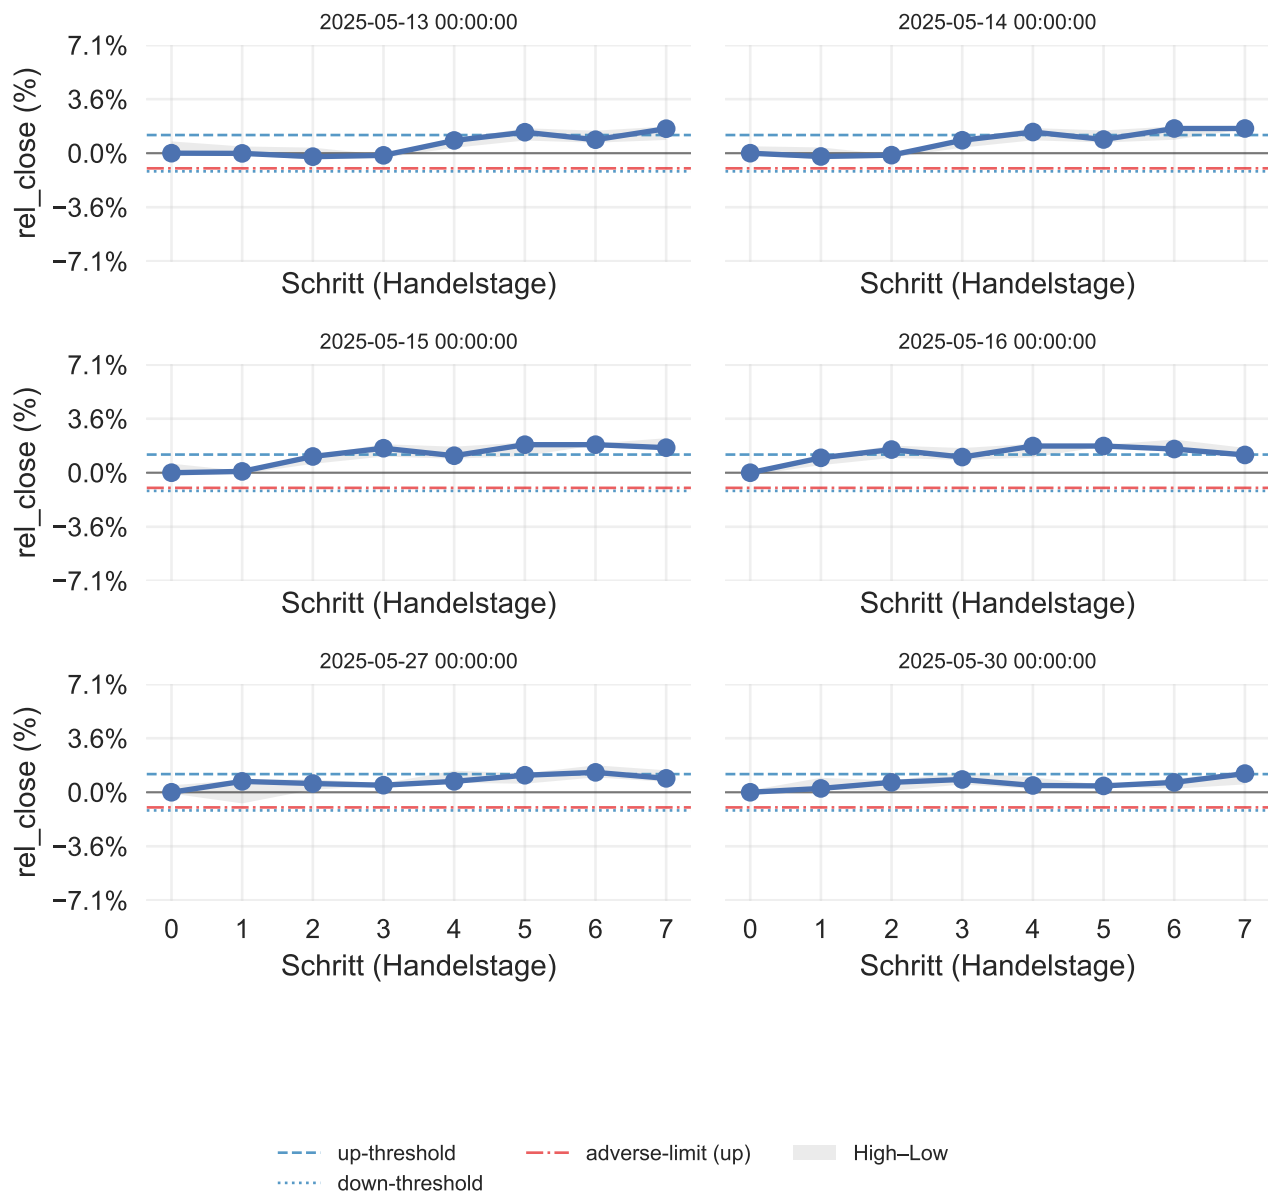 2025-05-13 00:00:00
2025-05-14 00:00:00
rel_close (%)
7.1%
3.6%
0.0%
−3.6%
−7.1%
Schritt (Handelstage)
Schritt (Handelstage)
2025-05-15 00:00:00
2025-05-16 00:00:00
rel_close (%)
7.1%
3.6%
0.0%
−3.6%
−7.1%
Schritt (Handelstage)
Schritt (Handelstage)
2025-05-27 00:00:00
2025-05-30 00:00:00
rel_close (%)
7.1%
3.6%
0.0%
−3.6%
−7.1%
0 1 2 3 4 5 6 7
0 1 2 3 4 5 6 7
Schritt (Handelstage)
Schritt (Handelstage)
up-threshold
down-threshold
adverse-limit (up)
High–Low